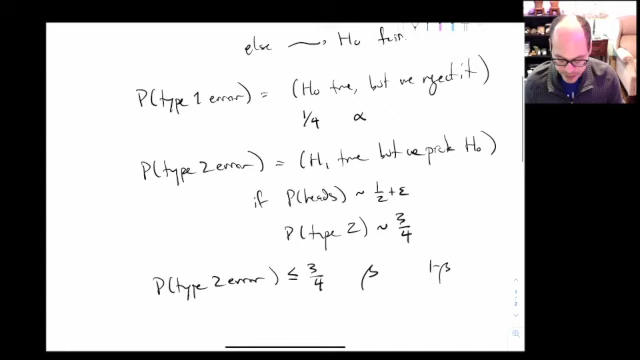 else ⟿ H₀ fair.
P(type 1 error) = (H₀ true, but we reject it)
1/4 α
P(type 2 error) = (H₁ true but we pick H₀)
if P(heads) ~ 1/2 + ε
P(type 2) ~ 3/4
P(type 2 error) ≤ 3/4 β 1-β